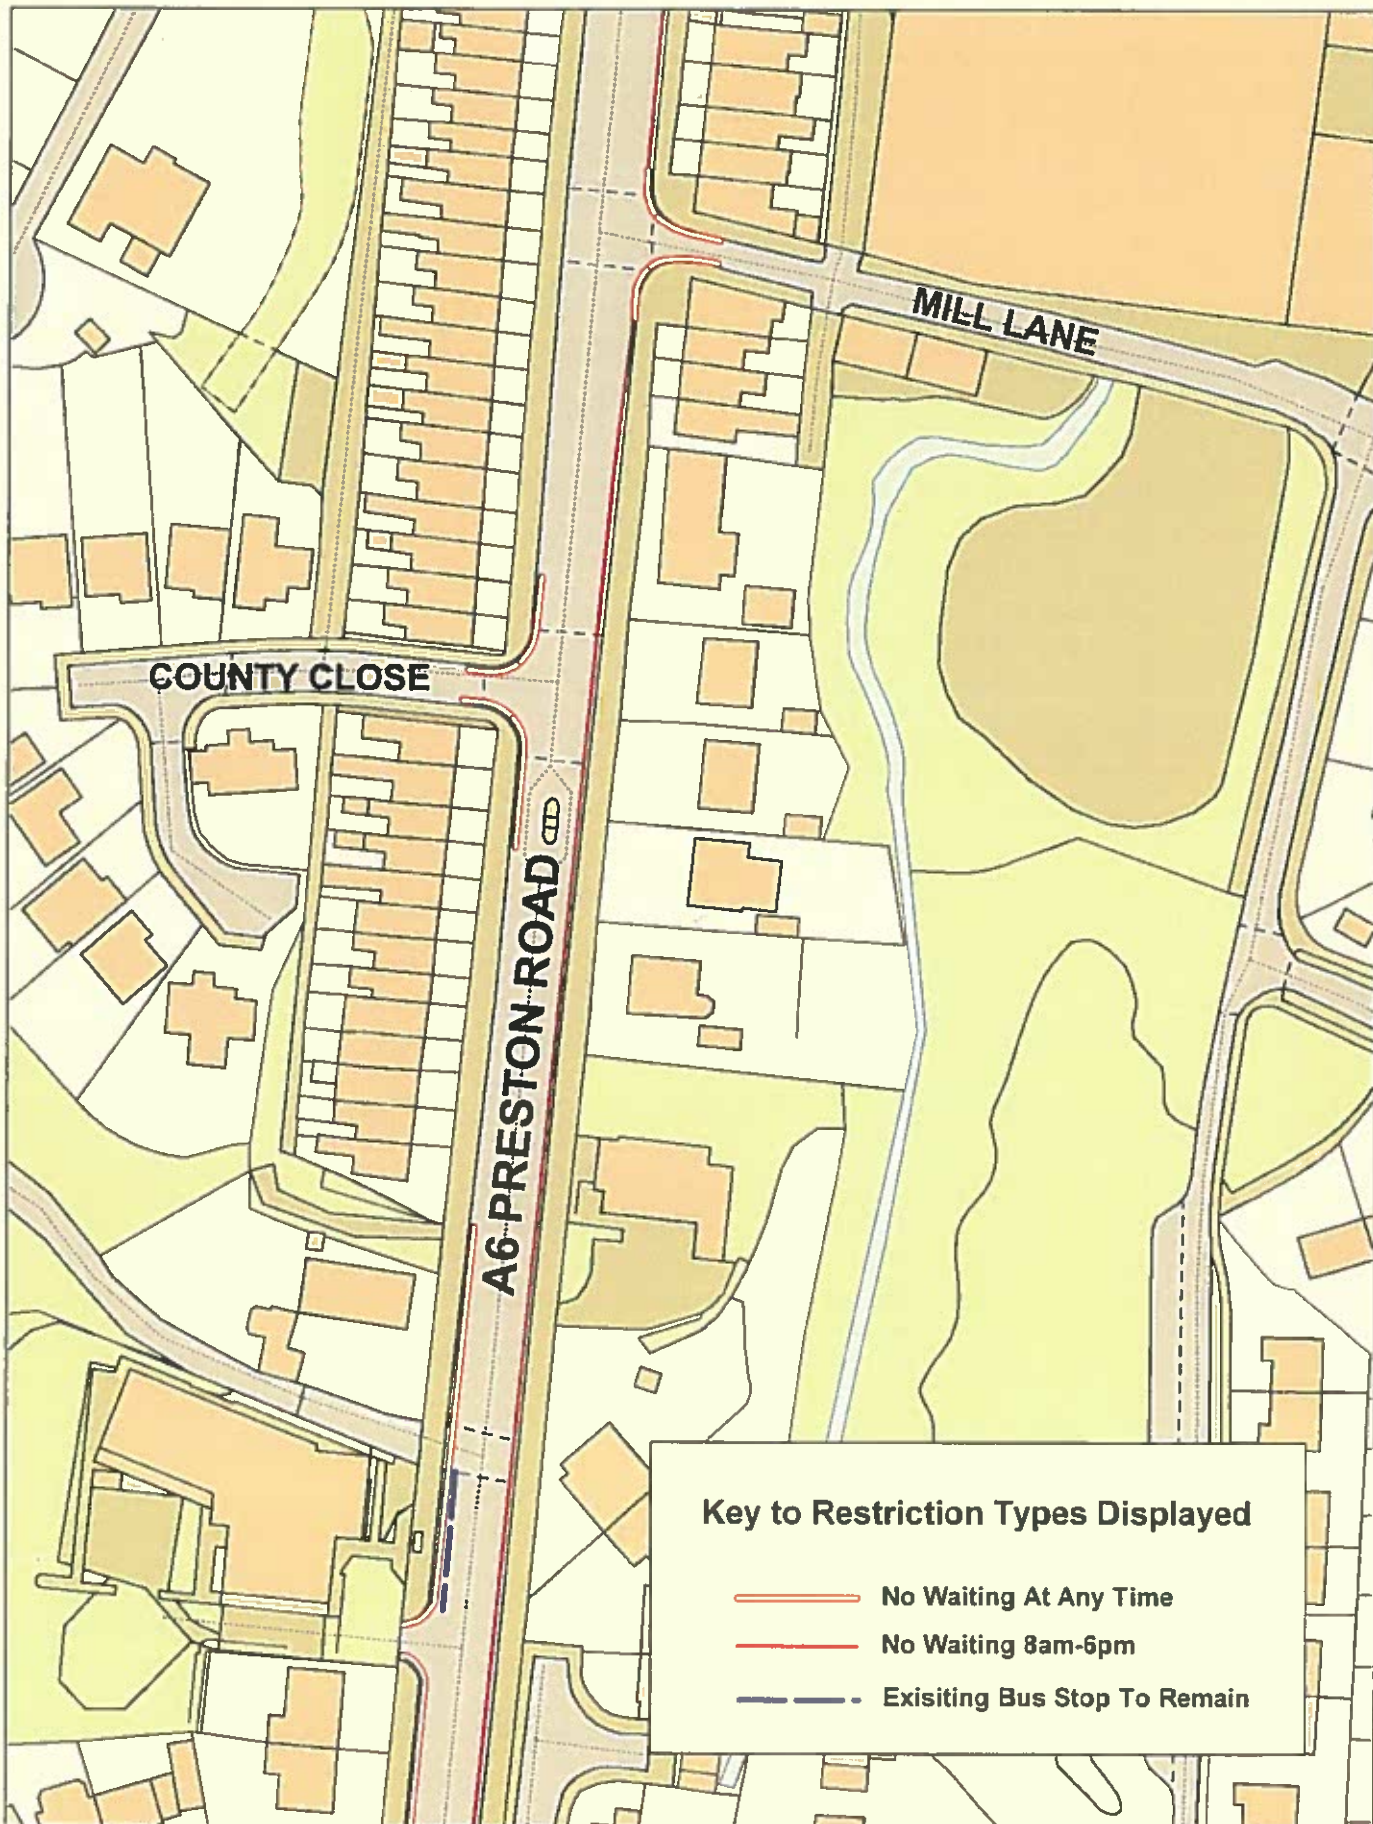 MILL LANE
COUNTY CLOSE
A6 PRESTON ROAD
Key to Restriction Types Displayed
No Waiting At Any Time
No Waiting 8am-6pm
Exisiting Bus Stop To Remain